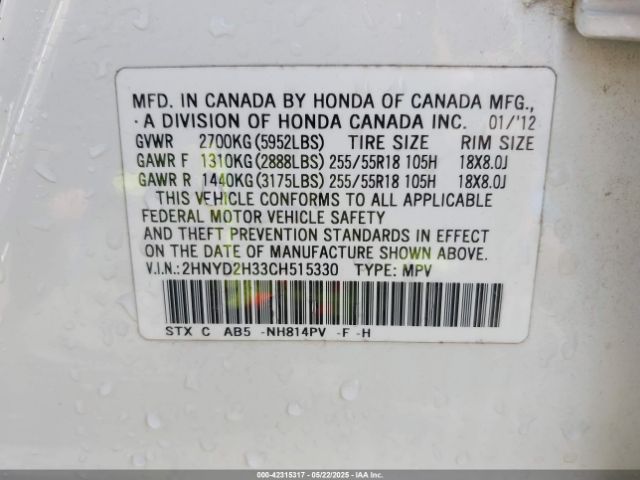 MFD. IN CANADA BY HONDA OF CANADA MFG.,
A DIVISION OF HONDA CANADA INC. 01/'12
GVWR 2700KG(5952LBS) TIRE SIZE RIM SIZE
GAWR F 1310KG(2888LBS) 255/55R18 105H 18X8.0J
GAWR R 1440KG(3175LBS) 255/55R18 105H 18X8.0J
THIS VEHICLE CONFORMS TO ALL APPLICABLE
FEDERAL MOTOR VEHICLE SAFETY
AND THEFT PREVENTION STANDARDS IN EFFECT
ON THE DATE OF MANUFACTURE SHOWN ABOVE.
V.I.N.:2HNYD2H33CH515330 TYPE: MPV
STX C AB5 -NH814PV -F -H
000-42315317 - 05/22/2025 - IAAI Inc.